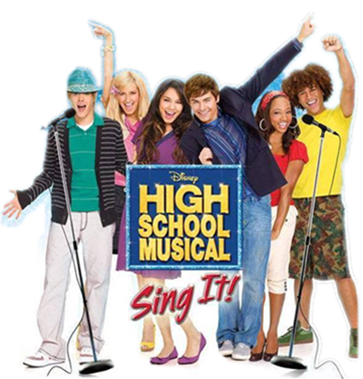 Disney
HIGH
SCHOOL
MUSICAL
Sing It!